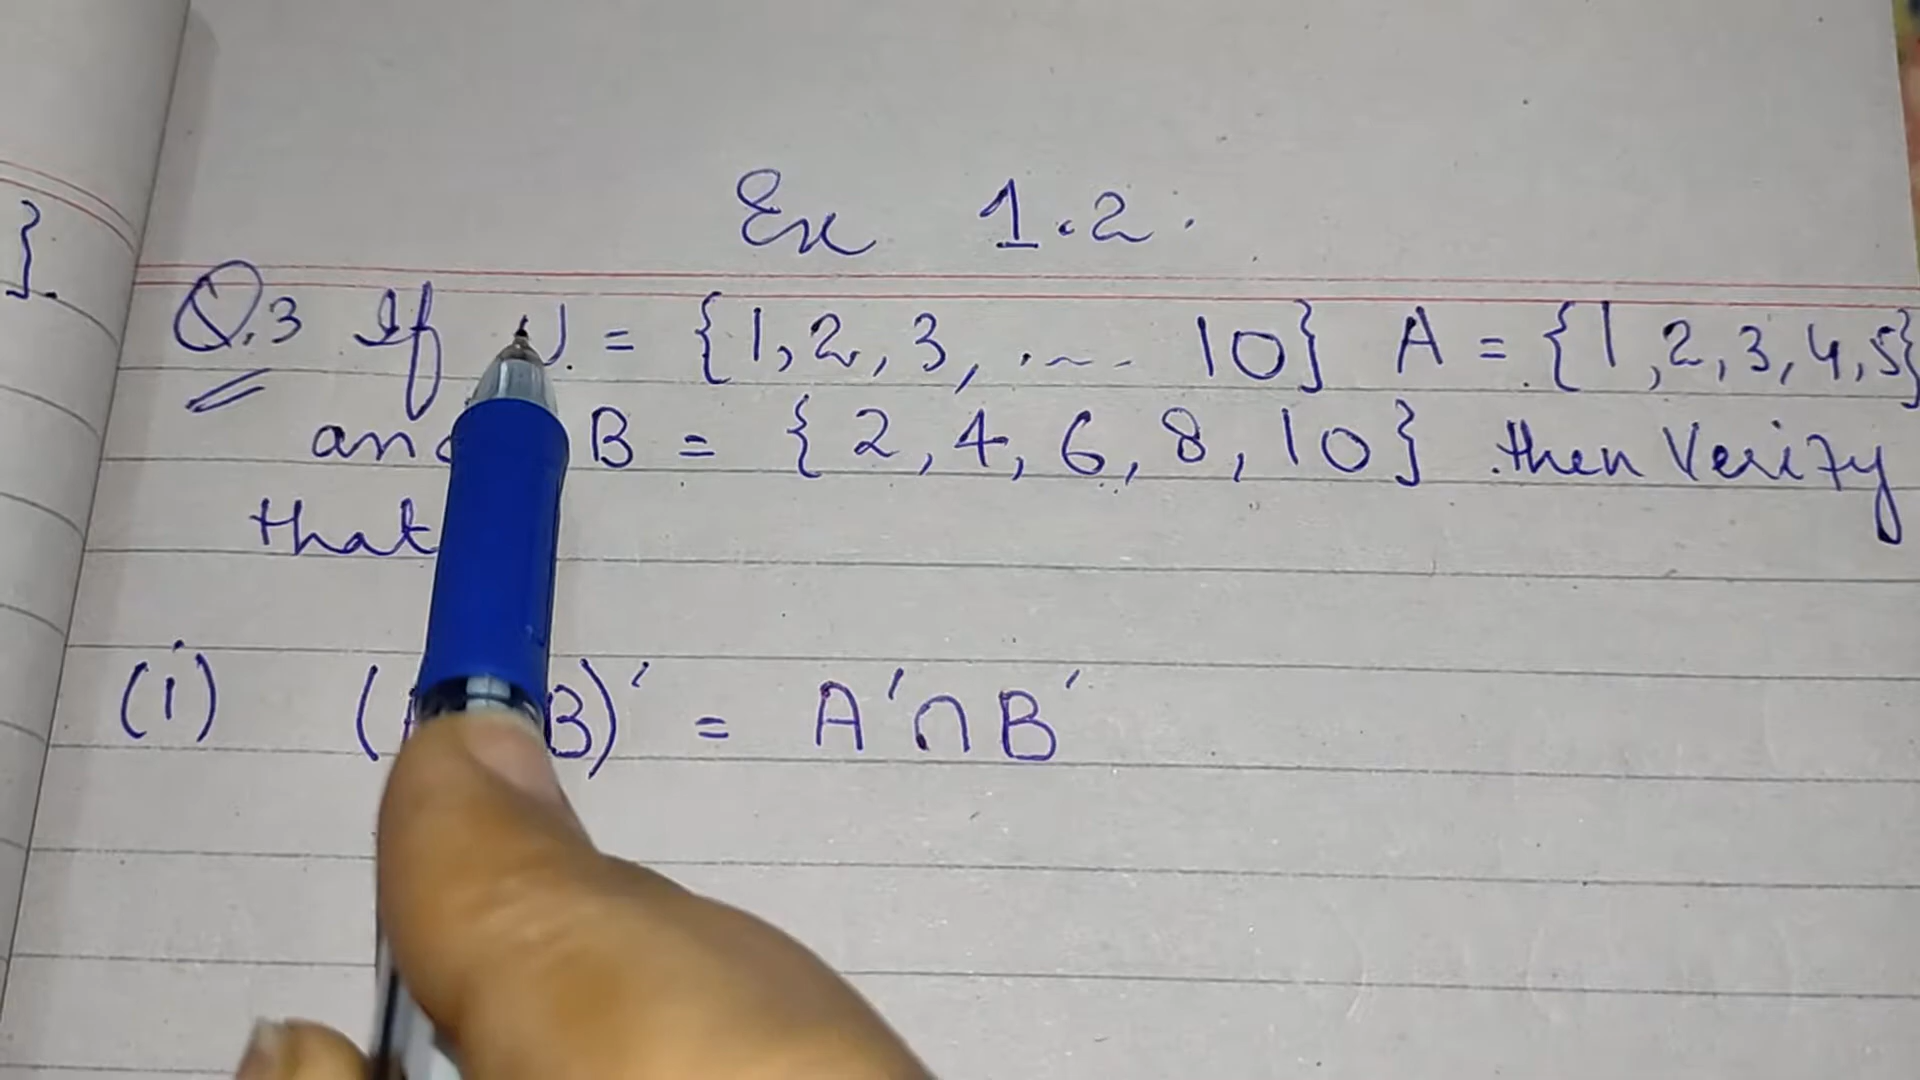 Ex 1.2.
}.
Q.3 If U = {1,2,3, .... 10} A = {1,2,3,4,5}
and B = {2,4,6,8,10} then Verify
that
(i) ( B)' = A'∩B'